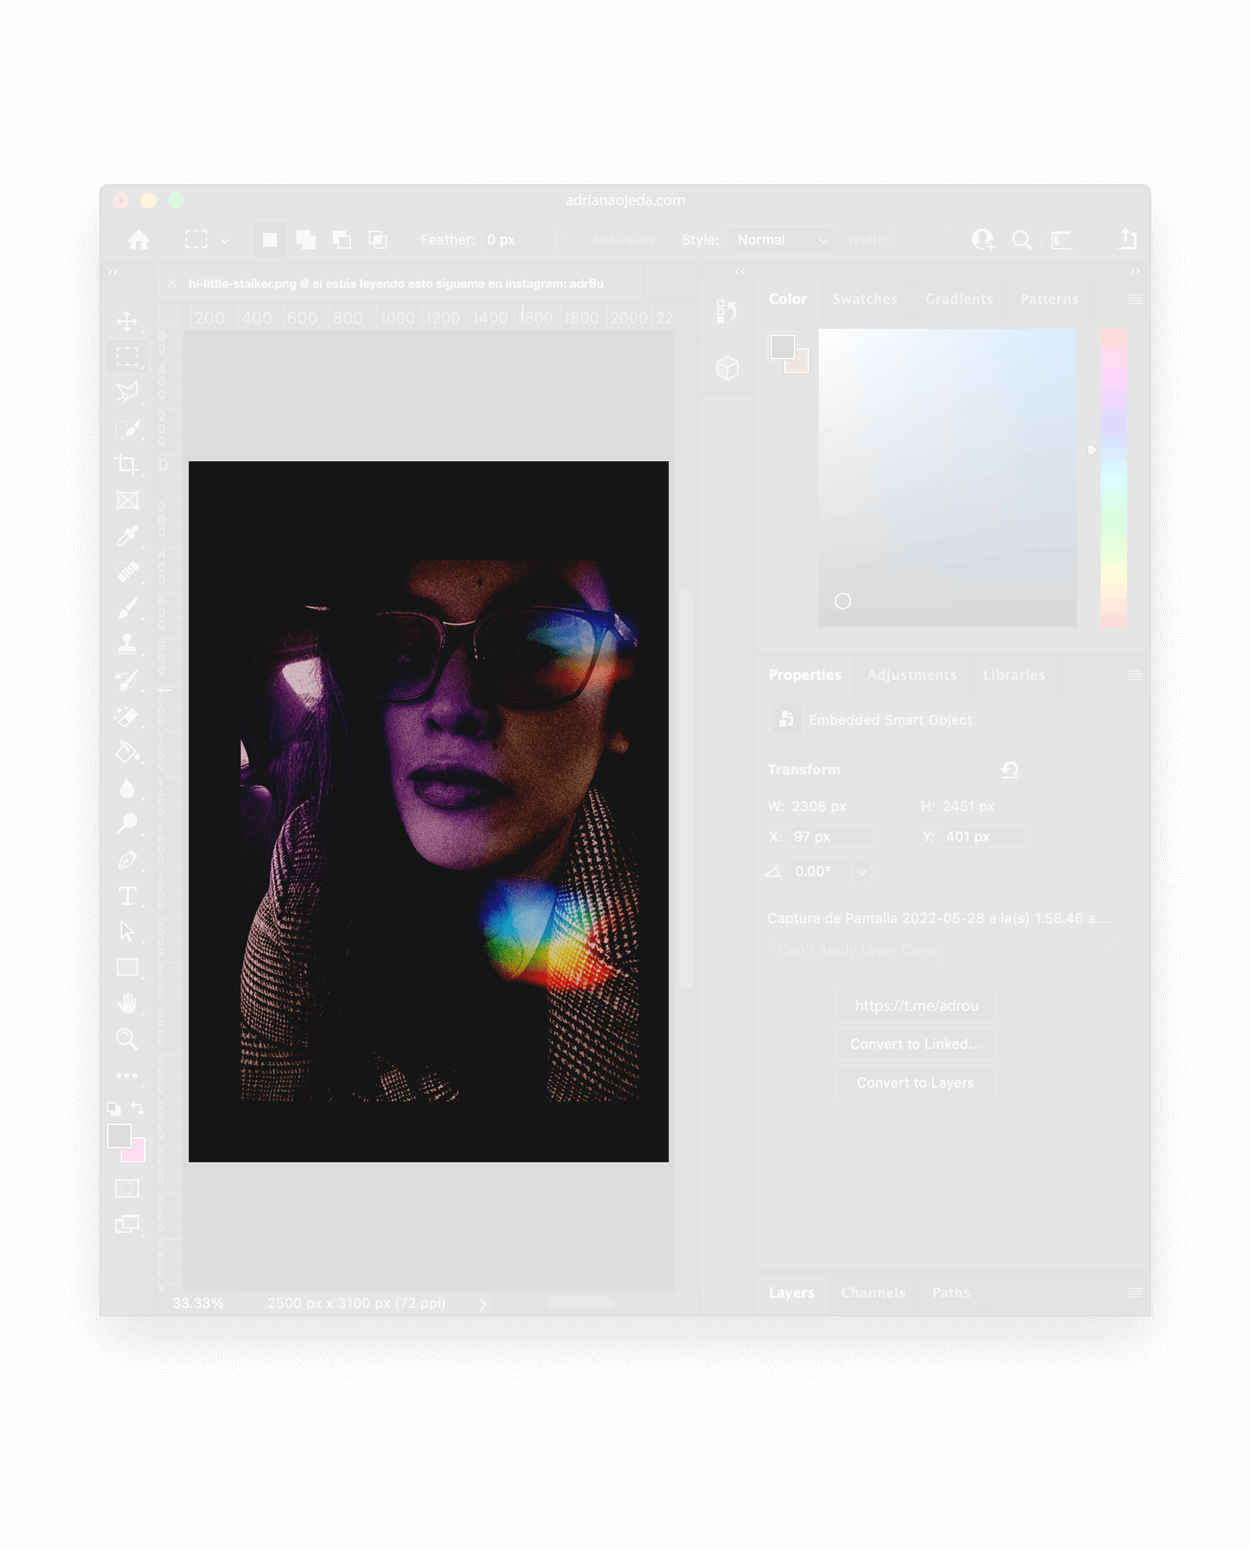 adrianaojeda.com
Feather: 0 px Anti-alias Style: Normal Width:
hi-little-stalker.png @ si estás leyendo esto sígueme en instagram: adr0u
Color Swatches Gradients Patterns
200 400 600 800 1000 1200 1400 1600 1800 2000 22
Properties Adjustments Libraries
Embedded Smart Object
Transform
W: 2306 px H: 2451 px
X: 97 px Y: 401 px
0.00°
Captura de Pantalla 2022-05-28 a la(s) 1.58.46 a....
Don't Apply Layer Comp
https://t.me/adrou
Convert to Linked...
Convert to Layers
33.33% 2500 px x 3100 px (72 ppi)
Layers Channels Paths